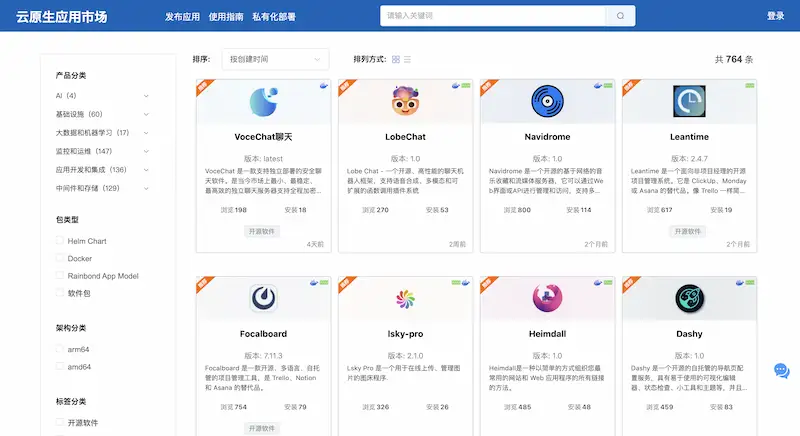 云原生应用市场
发布应用 使用指南 私有化部署
请输入关键词
登录
产品分类
AI（4）
基础设施（60）
大数据和机器学习（17）
监控和运维（147）
应用开发和集成（136）
中间件和存储（129）
包类型
Helm Chart
Docker
Rainbond App Model
软件包
架构分类
arm64
amd64
标签分类
开源软件
排序: 按创建时间 排列方式: 共 764 条
VoceChat聊天
版本: latest
VoceChat 是一款支持独立部署的安全聊
天软件。是当今市场上最小、最稳定、
最高效的独立聊天服务器支持全程加密...
浏览 198 安装 18
开源软件
4天前
LobeChat
版本: 1.0
Lobe Chat - 一个开源、高性能的聊天机
器人框架，支持语音合成、多模态和可
扩展的函数调用插件系统
浏览 270 安装 53
2周前
Navidrome
版本: 1.0
Navidrome 是一个开源的基于网络的音
乐收藏和流媒体服务器，它可以通过We
b界面或API进行管理和访问，支持多...
浏览 800 安装 114
2个月前
Leantime
版本: 2.4.7
Leantime 是一个面向非项目经理的开源
项目管理系统。它是 ClickUp、Monday
或 Asana 的替代品。像 Trello 一样简...
浏览 617 安装 19
开源软件
2个月前
Focalboard
版本: 7.11.3
Focalboard 是一款开源、多语言、自托
管的项目管理工具，是 Trello、Notion
和 Asana 的替代品。
浏览 754 安装 79
开源软件
lsky-pro
版本: 2.1.0
Lsky Pro 是一个用于在线上传、管理图
片的图床程序.
浏览 326 安装 26
Heimdall
版本: 1.0
Heimdall是一种以简单的方式组织您最
常用的网站和 Web 应用程序的所有链接
的方法。
浏览 485 安装 48
Dashy
版本: 1.0
Dashy 是一个开源的自托管的导航页配
置服务，具有易于使用的可视化编辑
器、状态检查、小工具和主题等，并且...
浏览 459 安装 83